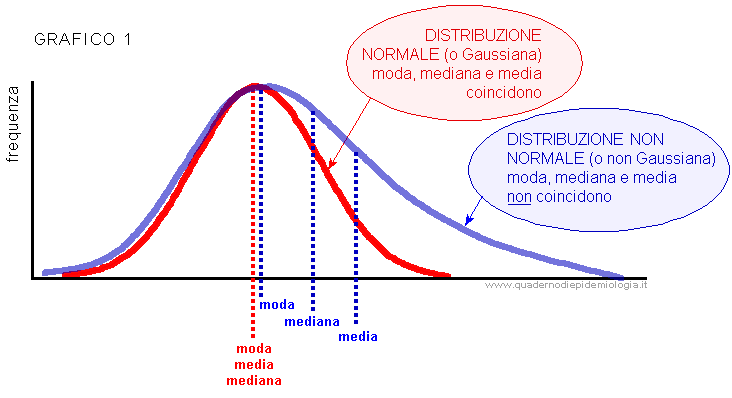 GRAFICO 1
DISTRIBUZIONE
NORMALE (o Gaussiana)
moda, mediana e media
coincidono
DISTRIBUZIONE NON
NORMALE (o non Gaussiana)
moda, mediana e media
non coincidono
frequenza
www.quadernodiepidemiologia.it
moda
mediana
media
moda
media
mediana